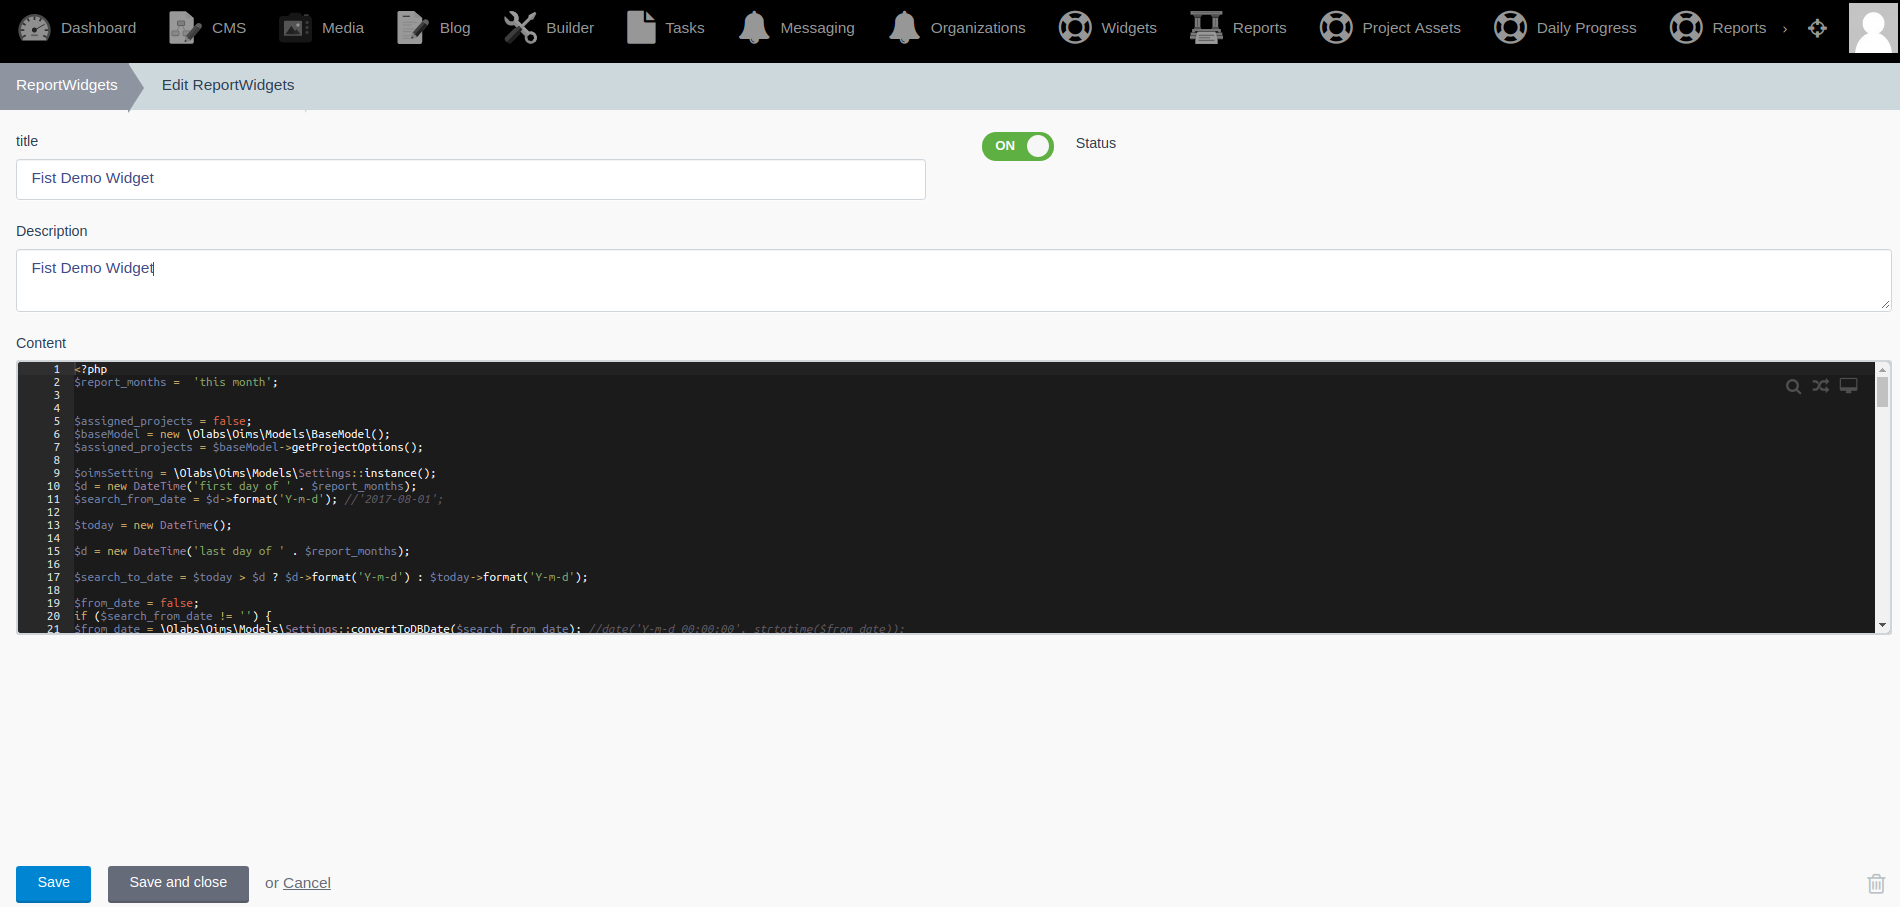 Dashboard CMS Media Blog Builder Tasks Messaging Organizations Widgets Reports Project Assets Daily Progress Reports ›
ReportWidgets Edit ReportWidgets
title
ON Status
Fist Demo Widget
Description
Fist Demo Widget
Content
1 <?php
2 $report_months =  'this month';
3
4
5 $assigned_projects = false;
6 $baseModel = new \Olabs\Oims\Models\BaseModel();
7 $assigned_projects = $baseModel->getProjectOptions();
8
9 $oimsSetting = \Olabs\Oims\Models\Settings::instance();
10 $d = new DateTime('first day of ' . $report_months);
11 $search_from_date = $d->format('Y-m-d'); //'2017-08-01';
12
13 $today = new DateTime();
14
15 $d = new DateTime('last day of ' . $report_months);
16
17 $search_to_date = $today > $d ? $d->format('Y-m-d') : $today->format('Y-m-d');
18
19 $from_date = false;
20 if ($search_from_date != '') {
21 $from_date = \Olabs\Oims\Models\Settings::convertToDBDate($search_from_date); //date('Y-m-d 00:00:00', strtotime($from_date));
Save Save and close or Cancel